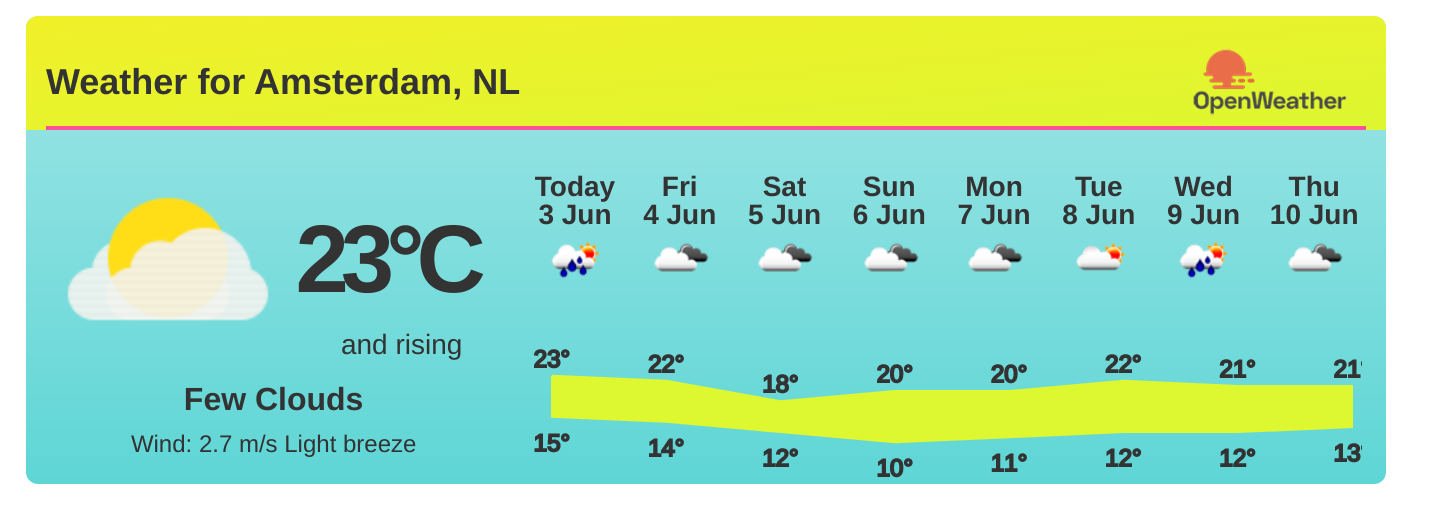 Weather for Amsterdam, NL
OpenWeather
23°C
and rising
Few Clouds
Wind: 2.7 m/s Light breeze
Today Fri Sat Sun Mon Tue Wed Thu
3 Jun 4 Jun 5 Jun 6 Jun 7 Jun 8 Jun 9 Jun 10 Jun
23° 22° 18° 20° 20° 22° 21° 21°
15° 14° 12° 10° 11° 12° 12° 13°